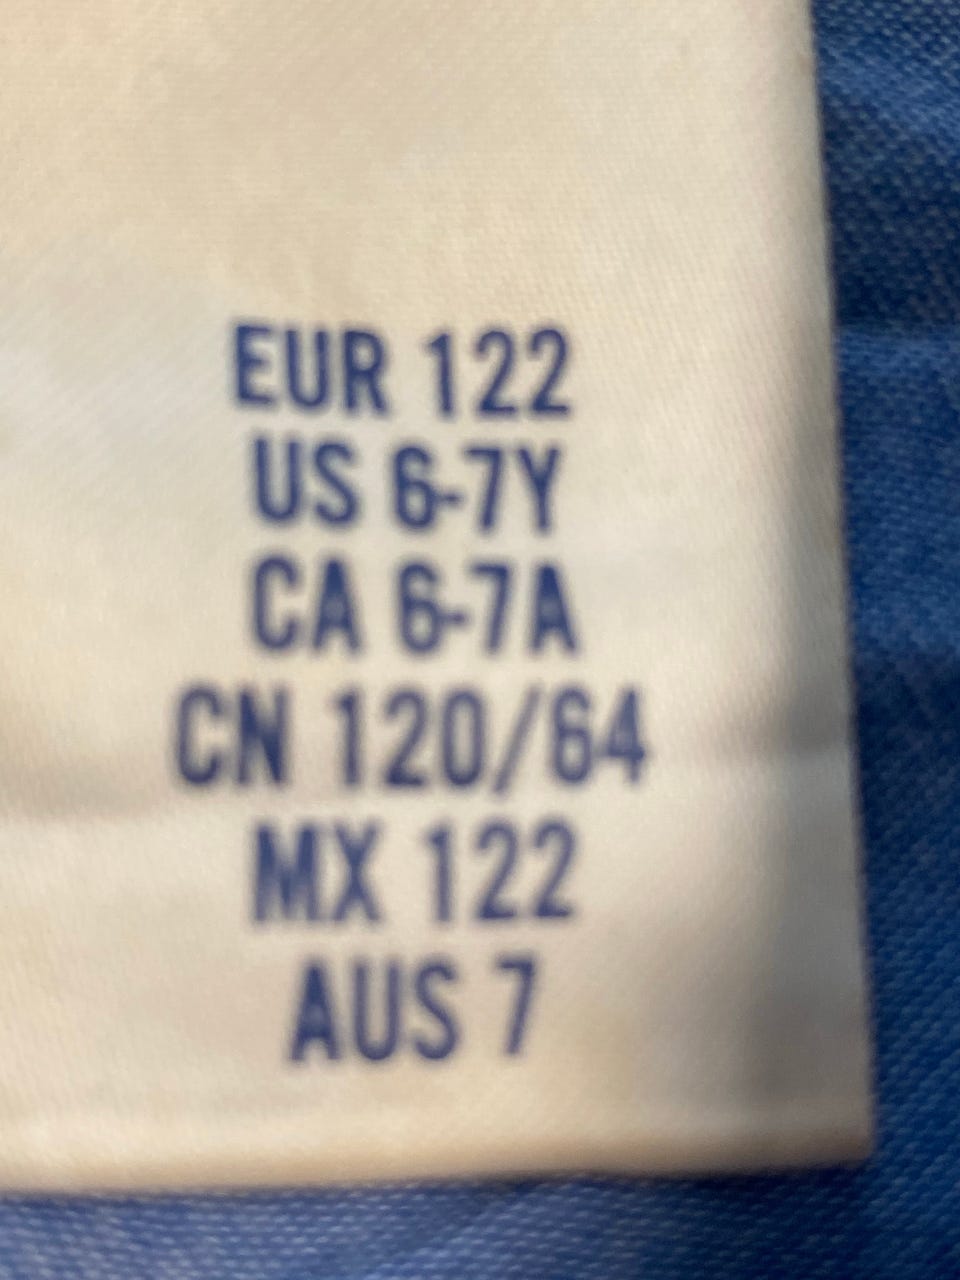 EUR 122
US 6-7Y
CA 6-7A
CN 120/64
MX 122
AUS 7